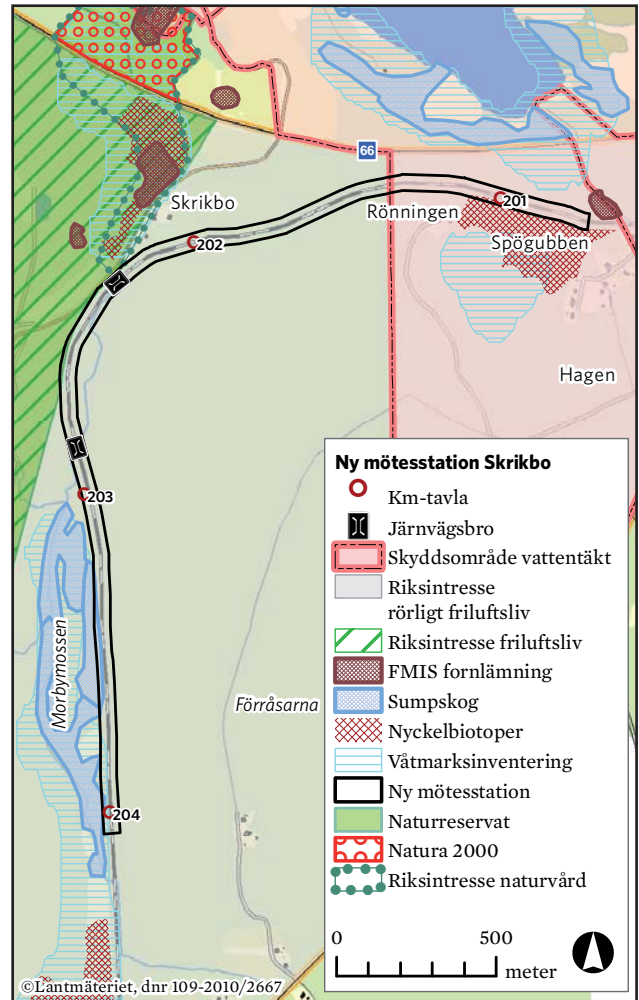 66
Skrikbo
201
Rönningen
202
Spögubben
Hagen
203
Morbymossen
Förråsarna
204
Ny mötesstation Skrikbo
Km-tavla
Järnvägsbro
Skyddsområde vattentäkt
Riksintresse
rörligt friluftsliv
Riksintresse friluftsliv
FMIS fornlämning
Sumpskog
Nyckelbiotoper
Våtmarksinventering
Ny mötesstation
Naturreservat
Natura 2000
Riksintresse naturvård
0 500
meter
©Lantmäteriet, dnr 109-2010/2667